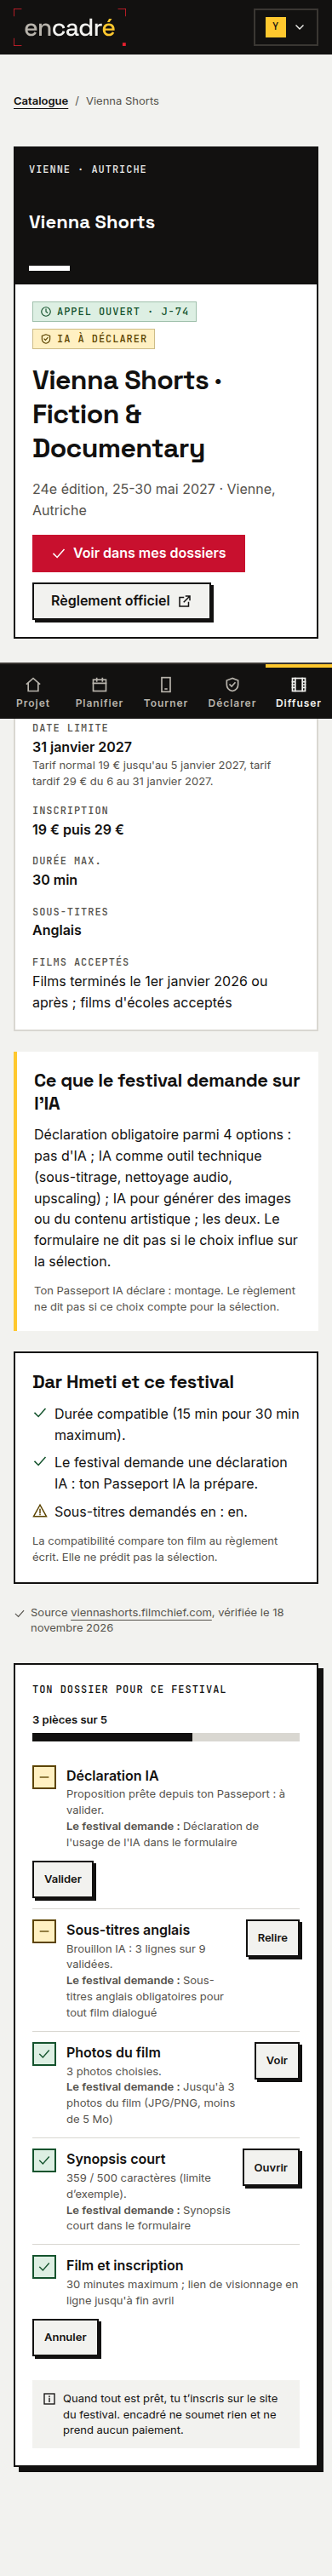 encadré
Y
Catalogue / Vienna Shorts
VIENNE · AUTRICHE
Vienna Shorts
APPEL OUVERT · J-74
IA À DÉCLARER
Vienna Shorts ·
Fiction &
Documentary
24e édition, 25-30 mai 2027 · Vienne,
Autriche
Voir dans mes dossiers
Règlement officiel
Projet
Planifier
Tourner
Déclarer
Diffuser
DATE LIMITE
31 janvier 2027
Tarif normal 19 € jusqu'au 5 janvier 2027, tarif
tardif 29 € du 6 au 31 janvier 2027.
INSCRIPTION
19 € puis 29 €
DURÉE MAX.
30 min
SOUS-TITRES
Anglais
FILMS ACCEPTÉS
Films terminés le 1er janvier 2026 ou
après ; films d'écoles acceptés
Ce que le festival demande sur
l'IA
Déclaration obligatoire parmi 4 options :
pas d'IA ; IA comme outil technique
(sous-titrage, nettoyage audio,
upscaling) ; IA pour générer des images
ou du contenu artistique ; les deux. Le
formulaire ne dit pas si le choix influe sur
la sélection.
Ton Passeport IA déclare : montage. Le règlement
ne dit pas si ce choix compte pour la sélection.
Dar Hmeti et ce festival
Durée compatible (15 min pour 30 min
maximum).
Le festival demande une déclaration
IA : ton Passeport IA la prépare.
Sous-titres demandés en : en.
La compatibilité compare ton film au règlement
écrit. Elle ne prédit pas la sélection.
Source viennashorts.filmchief.com, vérifiée le 18
novembre 2026
TON DOSSIER POUR CE FESTIVAL
3 pièces sur 5
Déclaration IA
Proposition prête depuis ton Passeport : à
valider.
Le festival demande : Déclaration de
l'usage de l'IA dans le formulaire
Valider
Sous-titres anglais
Brouillon IA : 3 lignes sur 9
validées.
Le festival demande : Sous-
titres anglais obligatoires pour
tout film dialogué
Relire
Photos du film
3 photos choisies.
Le festival demande : Jusqu'à 3
photos du film (JPG/PNG, moins
de 5 Mo)
Voir
Synopsis court
359 / 500 caractères (limite
d'exemple).
Le festival demande : Synopsis
court dans le formulaire
Ouvrir
Film et inscription
30 minutes maximum ; lien de visionnage en
ligne jusqu'à fin avril
Annuler
Quand tout est prêt, tu t'inscris sur le site
du festival. encadré ne soumet rien et ne
prend aucun paiement.